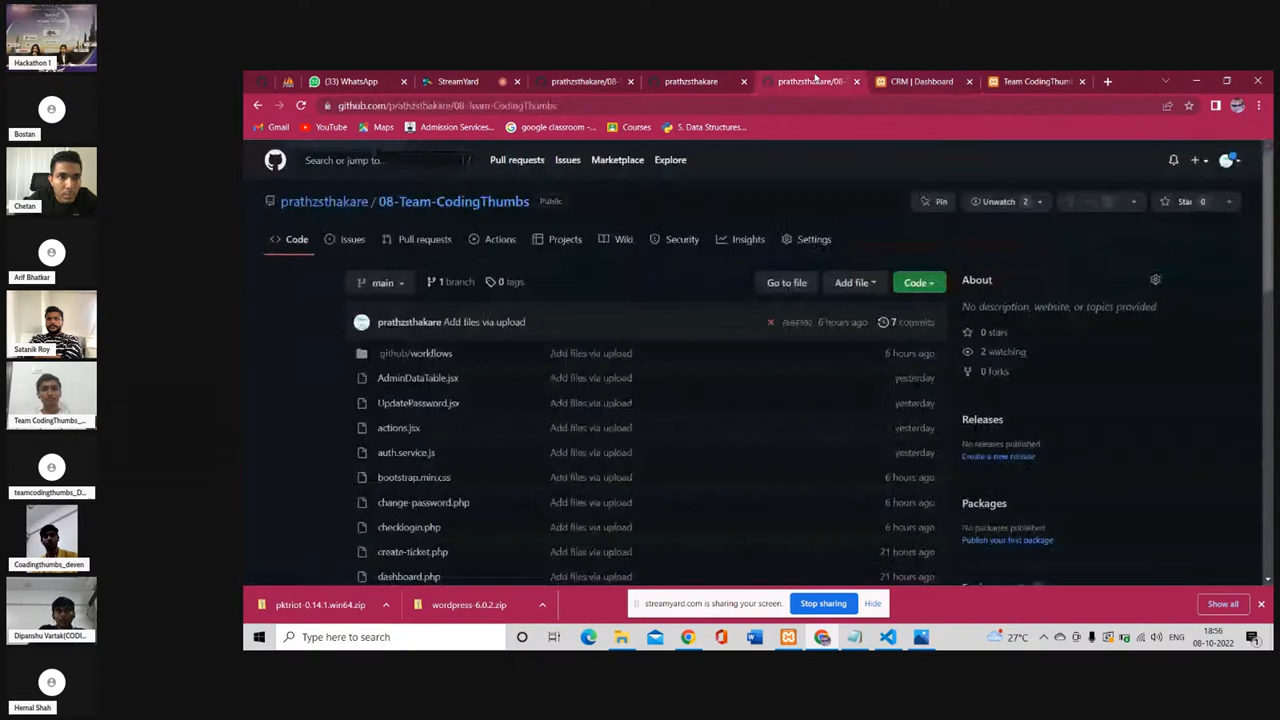 Hackathon 1
Bostan
Chetan
Arif Bhatkar
Satanik Roy
Team CodingThumbs_...
teamcodingthumbs_D...
Coadingthumbs_deven
Dipanshu Vartak(CODI...
Hemal Shah
(33) WhatsApp
StreamYard
prathzsthakare/08-
prathzsthakare
prathzsthakare/08-
CRM | Dashboard
Team CodingThumb
github.com/prathzsthakare/08-Team-CodingThumbs
Gmail
YouTube
Maps
Admission Services...
google classroom -...
Courses
5. Data Structures...
Search or jump to...
/
Pull requests
Issues
Marketplace
Explore
prathzsthakare / 08-Team-CodingThumbs
Public
Pin
Unwatch 2
Star 0
Code
Issues
Pull requests
Actions
Projects
Wiki
Security
Insights
Settings
main
1 branch
0 tags
Go to file
Add file
Code
prathzsthakare Add files via upload
6 hours ago
7 commits
.github/workflows Add files via upload 6 hours ago
AdminDataTable.jsx Add files via upload yesterday
UpdatePassword.jsx Add files via upload yesterday
actions.jsx Add files via upload yesterday
auth.service.js Add files via upload yesterday
bootstrap.min.css Add files via upload 6 hours ago
change-password.php Add files via upload 6 hours ago
checklogin.php Add files via upload 6 hours ago
create-ticket.php Add files via upload 21 hours ago
dashboard.php Add files via upload 21 hours ago
About
No description, website, or topics provided.
0 stars
2 watching
0 forks
Releases
No releases published
Create a new release
Packages
No packages published
Publish your first package
pktriot-0.14.1.win64.zip
wordpress-6.0.2.zip
streamyard.com is sharing your screen.
Stop sharing
Hide
Show all
Type here to search
27°C
ENG
18:56
08-10-2022
1